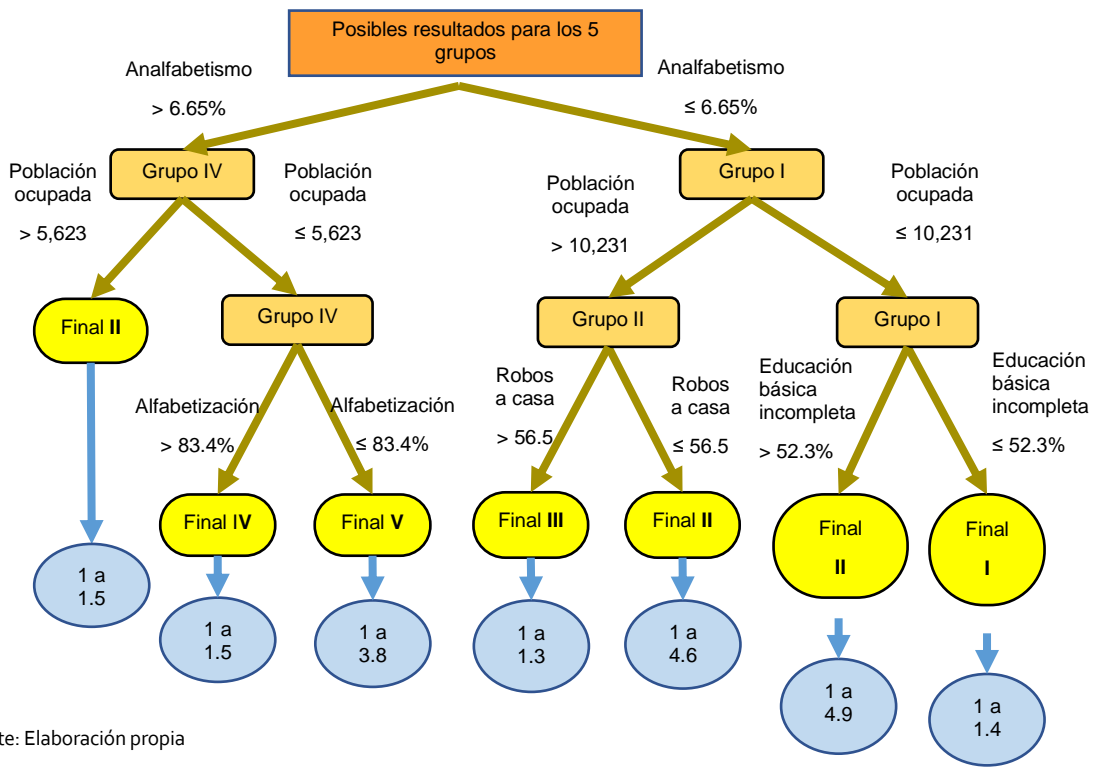 Posibles resultados para los 5
grupos
Analfabetismo
> 6.65%
Analfabetismo
≤ 6.65%
Grupo IV
Grupo I
Población
ocupada
> 5,623
Población
ocupada
≤ 5,623
Población
ocupada
> 10,231
Población
ocupada
≤ 10,231
Final II
Grupo IV
Grupo II
Grupo I
Alfabetización
> 83.4%
Alfabetización
≤ 83.4%
Robos
a casa
> 56.5
Robos
a casa
≤ 56.5
Educación
básica
incompleta
> 52.3%
Educación
básica
incompleta
≤ 52.3%
Final IV
Final V
Final III
Final II
Final
II
Final
I
1 a
1.5
1 a
1.5
1 a
3.8
1 a
1.3
1 a
4.6
1 a
4.9
1 a
1.4
te: Elaboración propia